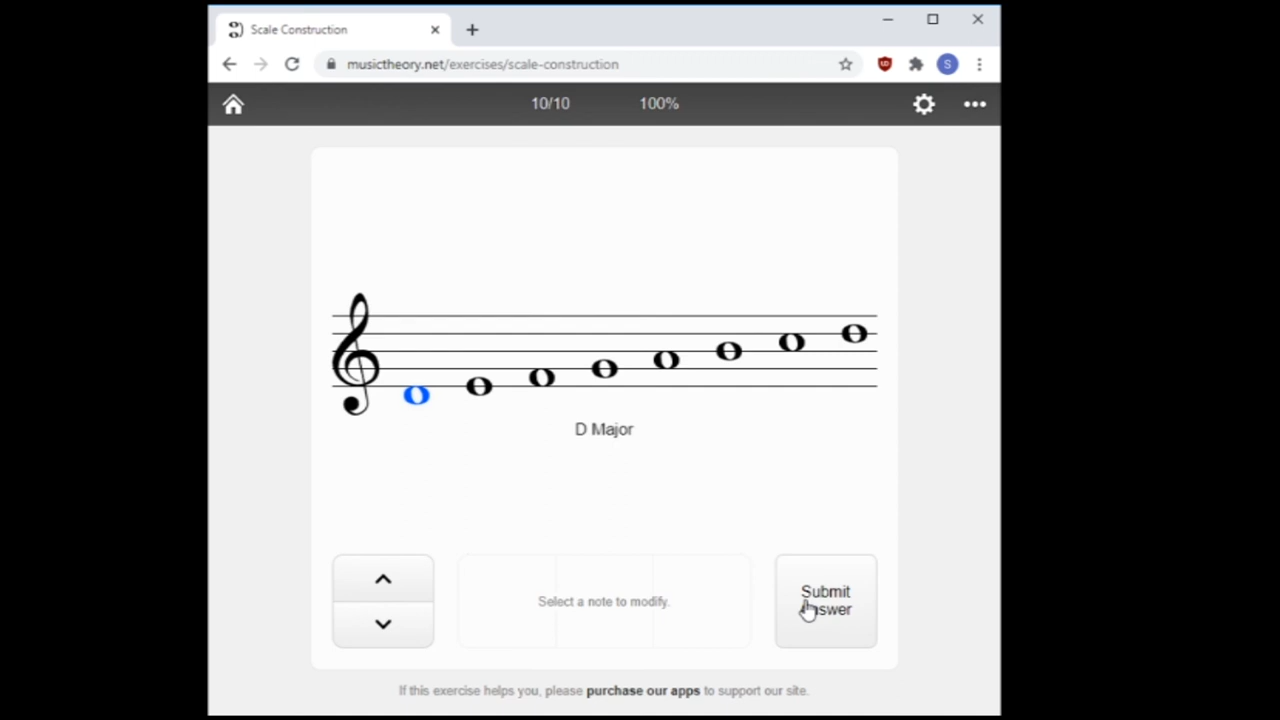 Scale Construction
musictheory.net/exercises/scale-construction
S
10/10 100%
D Major
Select a note to modify.
Submit
Answer
If this exercise helps you, please purchase our apps to support our site.